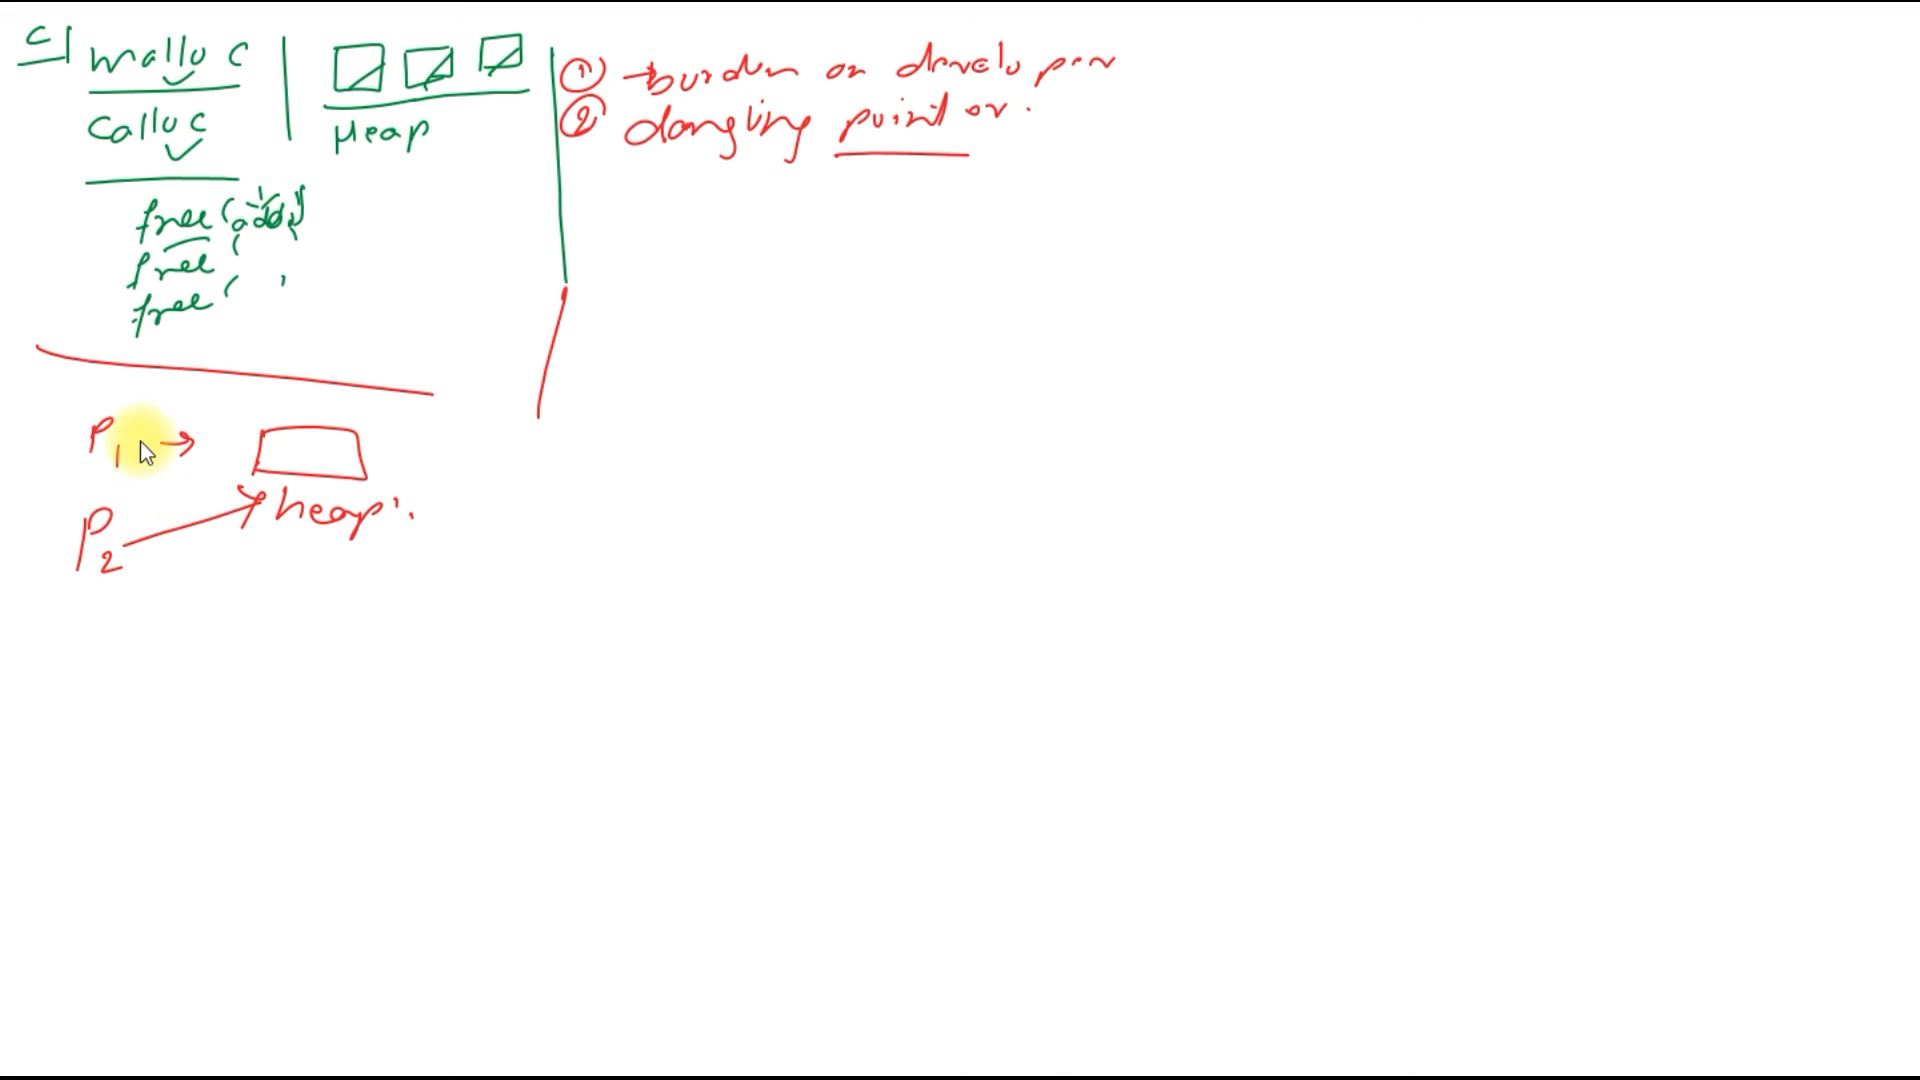 C
malloc
calloc
free (addr)
free (
free ( )
Heap
① burden on developer
② dangling pointer.
P1 →
P2
heap.